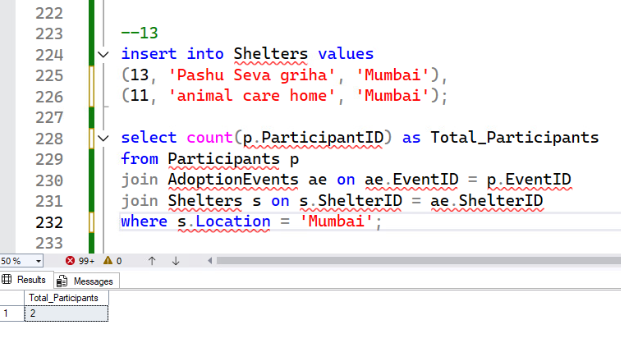 222
223 --13
224 insert into Shelters values
225 (13, 'Pashu Seva griha', 'Mumbai'),
226 (11, 'animal care home', 'Mumbai');
227
228 select count(p.ParticipantID) as Total_Participants
229 from Participants p
230 join AdoptionEvents ae on ae.EventID = p.EventID
231 join Shelters s on s.ShelterID = ae.ShelterID
232 where s.Location = 'Mumbai';
233
50 % 99+ 0
Results Messages
Total_Participants
1 2